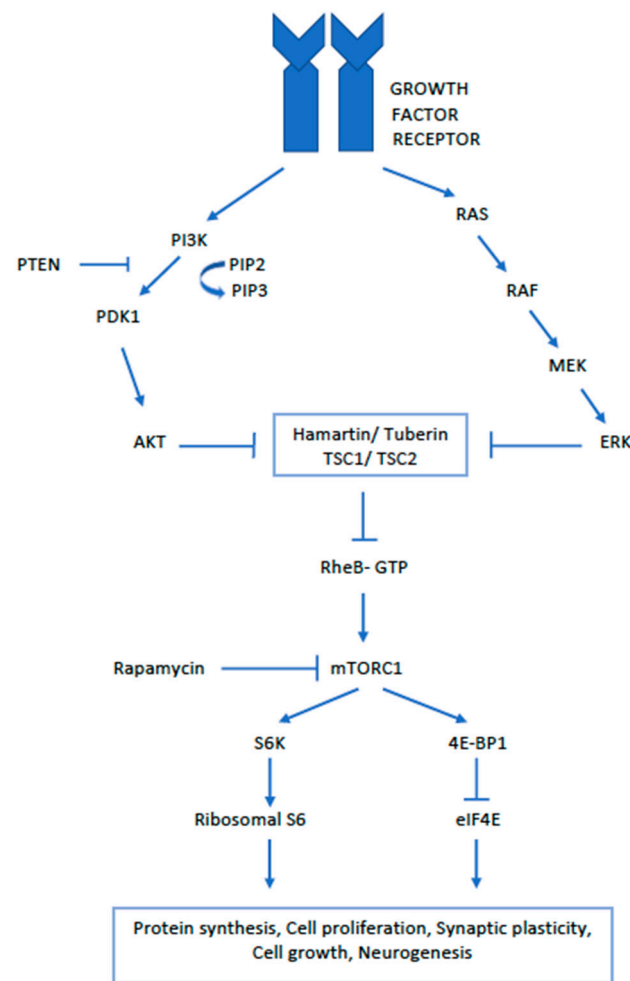 GROWTH
FACTOR
RECEPTOR
PI3K
RAS
PTEN
PIP2
PIP3
RAF
PDK1
MEK
AKT
Hamartin/ Tuberin
TSC1/ TSC2
ERK
RheB- GTP
Rapamycin
mTORC1
S6K
4E-BP1
Ribosomal S6
eIF4E
Protein synthesis, Cell proliferation, Synaptic plasticity,
Cell growth, Neurogenesis